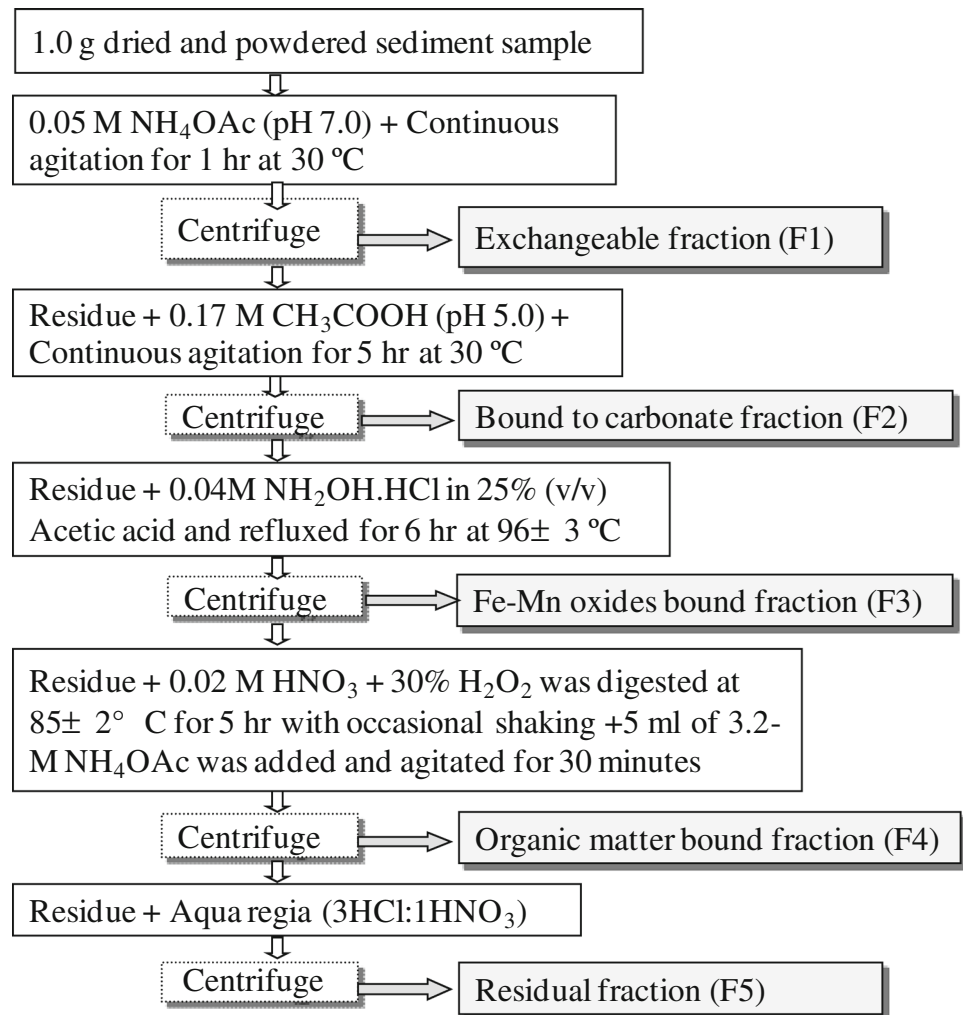 1.0 g dried and powdered sediment sample
0.05 M NH₄OAc (pH 7.0) + Continuous
agitation for 1 hr at 30 ºC
Centrifuge
Exchangeable fraction (F1)
Residue + 0.17 M CH₃COOH (pH 5.0) +
Continuous agitation for 5 hr at 30 ºC
Centrifuge
Bound to carbonate fraction (F2)
Residue + 0.04M NH₂OH.HCl in 25% (v/v)
Acetic acid and refluxed for 6 hr at 96± 3 ºC
Centrifuge
Fe-Mn oxides bound fraction (F3)
Residue + 0.02 M HNO₃ + 30% H₂O₂ was digested at
85± 2° C for 5 hr with occasional shaking +5 ml of 3.2-
M NH₄OAc was added and agitated for 30 minutes
Centrifuge
Organic matter bound fraction (F4)
Residue + Aqua regia (3HCl:1HNO₃)
Centrifuge
Residual fraction (F5)